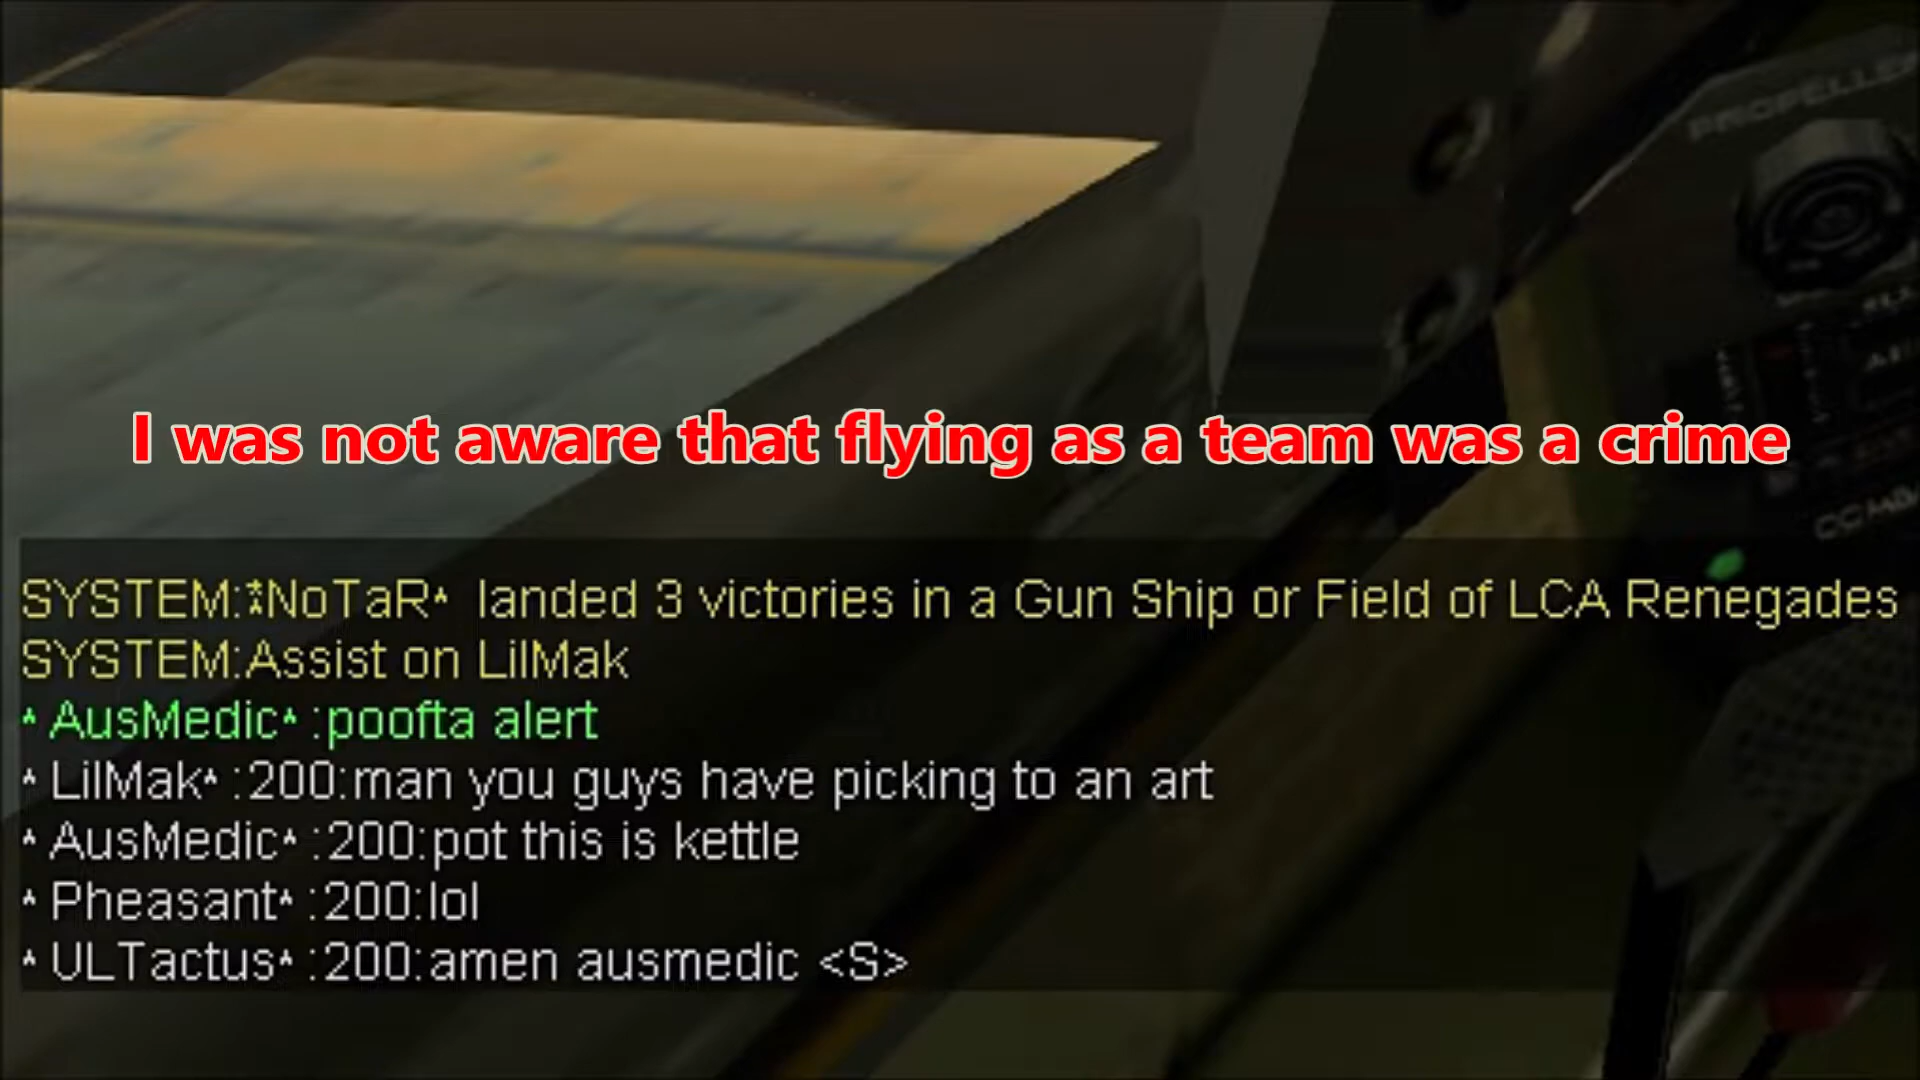 PROPELLER
I was not aware that flying as a team was a crime
SYSTEM:‡NoTaR^ landed 3 victories in a Gun Ship or Field of LCA Renegades
SYSTEM:Assist on LilMak
^ AusMedic^ :poofta alert
^ LilMak^ :200:man you guys have picking to an art
^ AusMedic^ :200:pot this is kettle
^ Pheasant^ :200:lol
^ ULTactus^ :200:amen ausmedic <S>